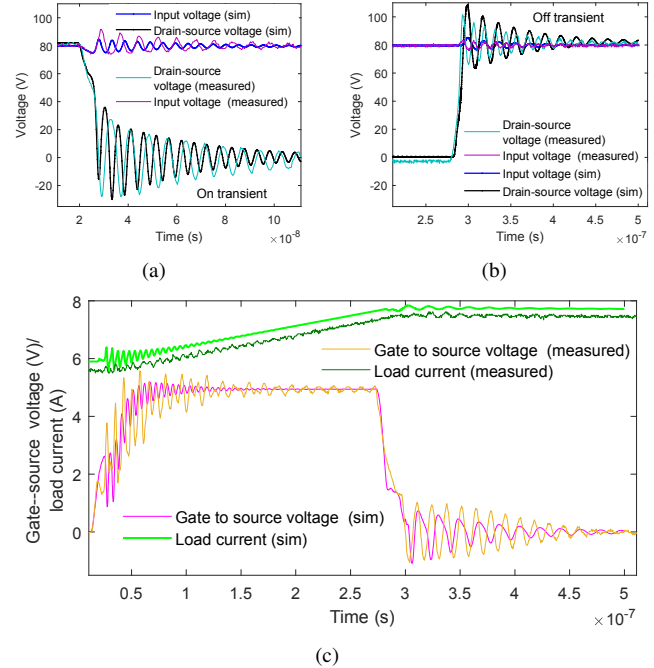 100
80
60
40
20
0
-20
Voltage (V)
Input voltage (sim)
Drain-source voltage (sim)
Drain-source
voltage (measured)
Input voltage (measured)
On transient
2
4
6
8
10
Time (s)
×10⁻⁸
(a)
100
80
60
40
20
0
-20
Voltage (V)
Off transient
Drain-source
voltage (measured)
Input voltage (measured)
Input voltage (sim)
Drain-source voltage (sim)
2.5
3
3.5
4
4.5
5
Time (s)
×10⁻⁷
(b)
8
6
4
2
0
Gate--source voltage (V)/
load current (A)
Gate to source voltage (measured)
Load current (measured)
Gate to source voltage (sim)
Load current (sim)
0.5
1
1.5
2
2.5
3
3.5
4
4.5
5
Time (s)
×10⁻⁷
(c)